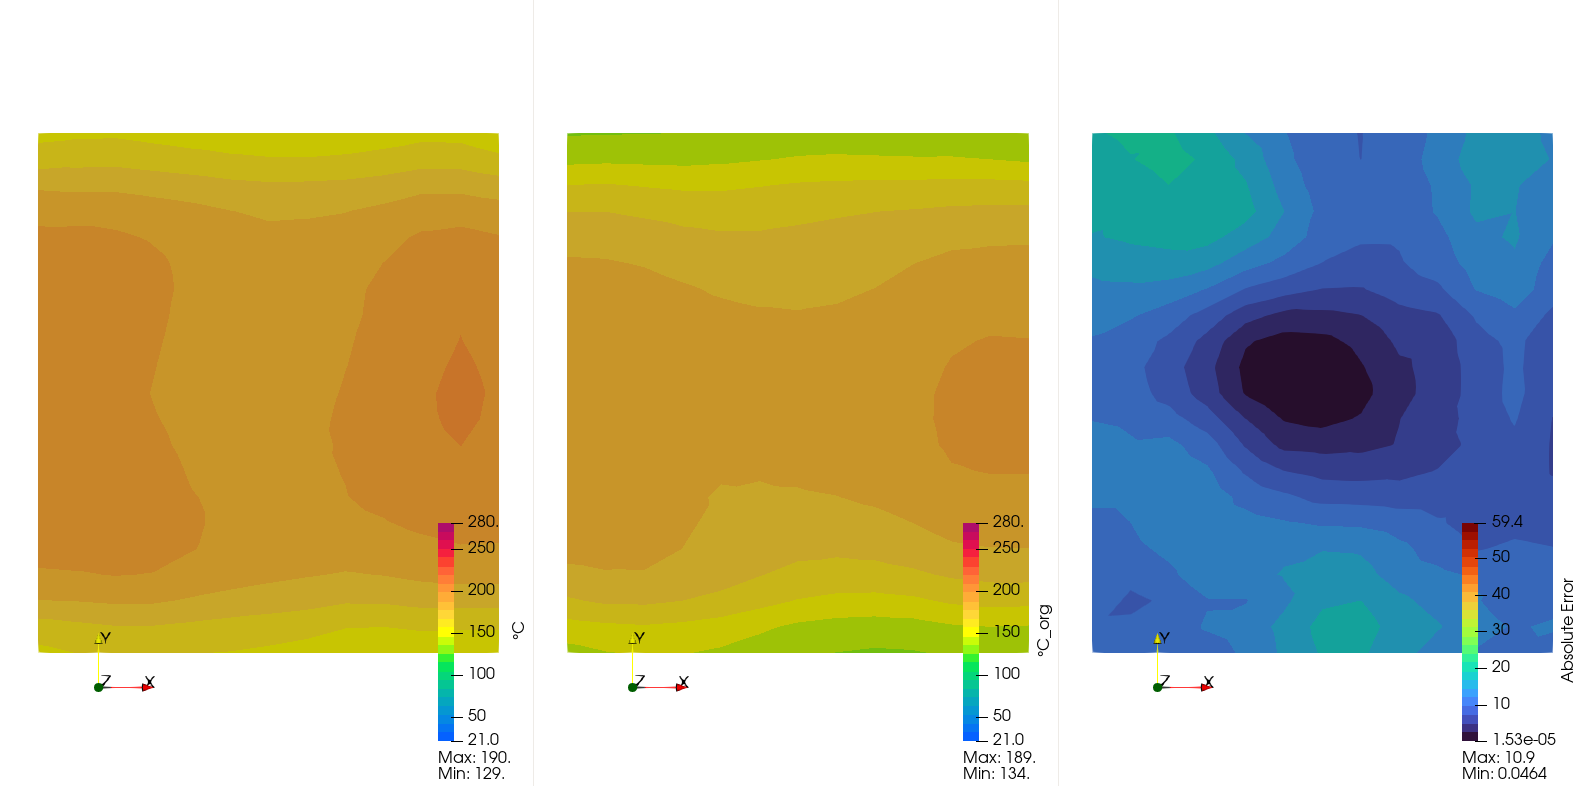 280.
250
200
150
100
50
21.0
°C
Max: 190.
Min: 129.
Y
Z
X
280.
250
200
150
100
50
21.0
°C_org
Max: 189.
Min: 134.
Y
Z
X
59.4
50
40
30
20
10
1.53e-05
Absolute Error
Max: 10.9
Min: 0.0464
Y
Z
X